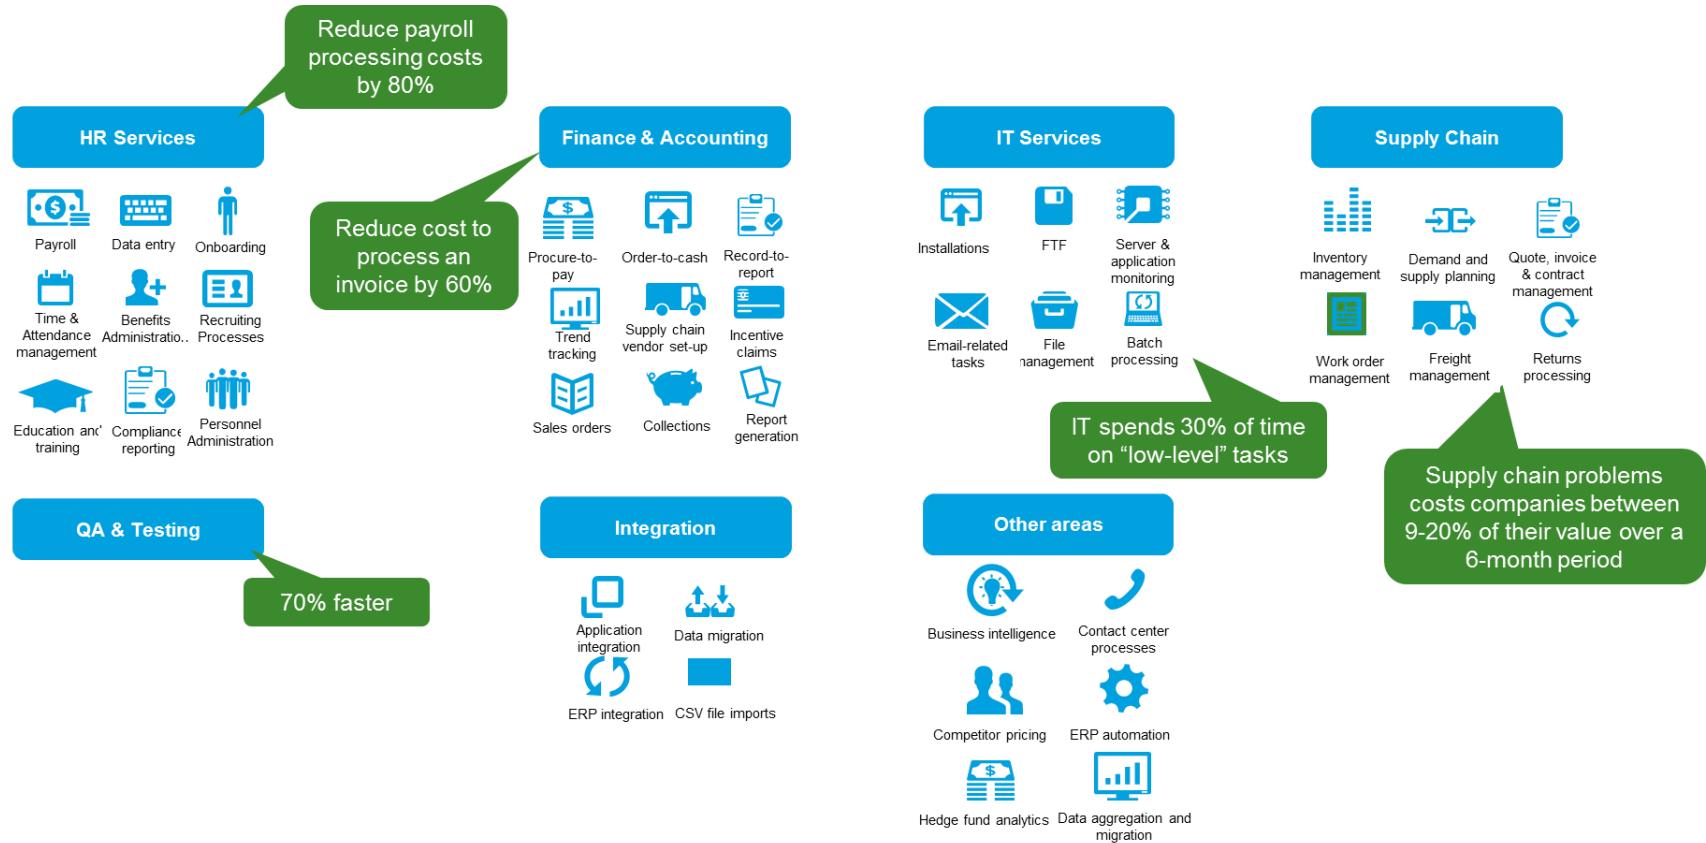 Reduce payroll
processing costs
by 80%
HR Services
Finance & Accounting
IT Services
Supply Chain
Payroll
Data entry
Onboarding
Time &
Attendance
management
Benefits
Administratio..
Recruiting
Processes
Education and
training
Compliance
reporting
Personnel
Administration
Reduce cost to
process an
invoice by 60%
Procure-to-
pay
Order-to-cash
Record-to-
report
Trend
tracking
Supply chain
vendor set-up
Incentive
claims
Sales orders
Collections
Report
generation
Installations
FTF
Server &
application
monitoring
Email-related
tasks
File
management
Batch
processing
IT spends 30% of time
on “low-level” tasks
Inventory
management
Demand and
supply planning
Quote, invoice
& contract
management
Work order
management
Freight
management
Returns
processing
Supply chain problems
costs companies between
9-20% of their value over a
6-month period
QA & Testing
70% faster
Integration
Application
integration
Data migration
ERP integration
CSV file imports
Other areas
Business intelligence
Contact center
processes
Competitor pricing
ERP automation
Hedge fund analytics
Data aggregation and
migration